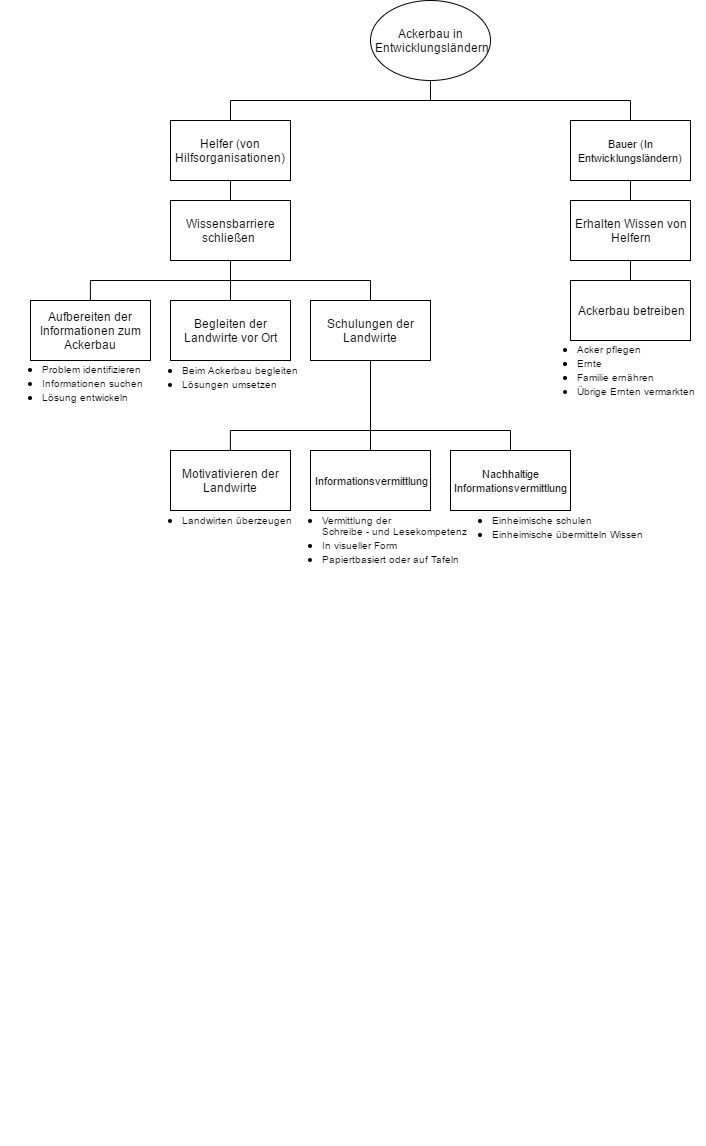 Ackerbau in
Entwicklungsländern
Helfer (von
Hilfsorganisationen)
Bauer (In
Entwicklungsländern)
Wissensbarriere
schließen
Erhalten Wissen von
Helfern
Aufbereiten der
Informationen zum
Ackerbau
Begleiten der
Landwirte vor Ort
Schulungen der
Landwirte
Ackerbau betreiben
Problem identifizieren
Informationen suchen
Lösung entwickeln
Beim Ackerbau begleiten
Lösungen umsetzen
Acker pflegen
Ernte
Familie ernähren
Übrige Ernten vermarkten
Motivativieren der
Landwirte
Informationsvermittlung
Nachhaltige
Informationsvermittlung
Landwirten überzeugen
Vermittlung der
Schreibe - und Lesekompetenz
In visueller Form
Papiertbasiert oder auf Tafeln
Einheimische schulen
Einheimische übermitteln Wissen